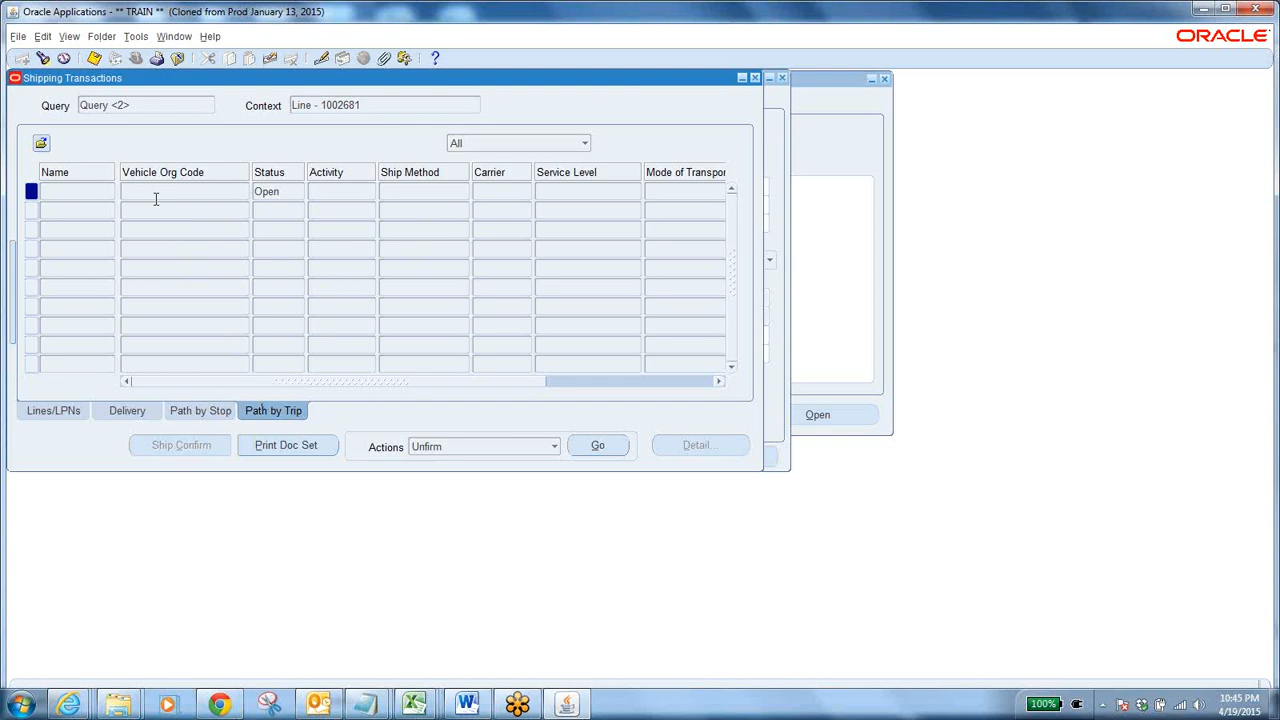 Oracle Applications - ** TRAIN ** (Cloned from Prod January 13, 2015)
File Edit View Folder Tools Window Help
ORACLE
Shipping Transactions
Query Query <2> Context Line - 1002681
All
Name Vehicle Org Code Status Activity Ship Method Carrier Service Level Mode of Transpor
Open
Lines/LPNs Delivery Path by Stop Path by Trip
Open
Ship Confirm Print Doc Set Actions Unfirm Go Detail...
100%
10:45 PM
4/19/2015